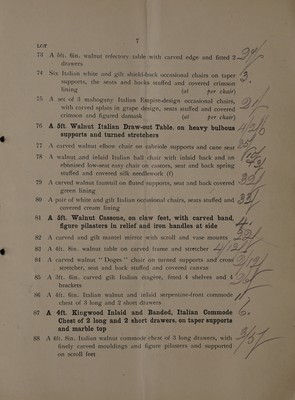 7
LOT
73 A 5ft. 6in. walnut refectory table with carved edge and fitted 2
drawers
74 Six Italian white and gilt shield-back occasional chairs on taper
supports, the seats and backs stuffed and covered crimson
lining (at per chair)
75 A set of 3 mahogany Italian Empire-design occasional chairs,
with carved splats in grape design, seats stuffed and covered
crimson and figured damask (at per chair)
76 A 5ft. Walnut Italian Draw-out Table, on heavy bulbous
supports and turned stretchers
77 A carved walnut elbow chair on cabriole supports and cane seat
78 A walnut and inlaid Italian hall chair with inlaid back and an
ebonised low-seat easy chair on castors, seat and back spring
stuffed and covered silk needlework (f)
79 A carved walnut fauteuil on fluted supports, seat and back covered
green lining
80 A pair of white and gilt Italian occasional chairs, seats stuffed and
covered cream lining
81 A 5ft. Walnut Cassone, on claw feet, with carved band,
figure pilasters in relief and iron handles at side
82 A carved and gilt mantel mirror with scroll and vase mounts
83 A 4ft. 8in. walnut table on carved frame and stretcher
84 A carved walnut "Doges" chair on turned supports and cross
stretcher, seat and back stuffed and covered canvas
85 A 3ft. 6in. carved gilt Italian étagère, fitted 4 shelves and 4
brackets
86 A 4ft. 6in. Italian walnut and inlaid serpentine-front commode
chest of 3 long and 2 short drawers
87 A 4ft. Kingwood Inlaid and Banded, Italian Commode
Chest of 2 long and 2 short drawers, on taper supports
and marble top
88 A 4ft. 8in. Italian walnut commode chest of 3 long drawers, with
finely carved mouldings and figure pilasters and supported
on scroll feet